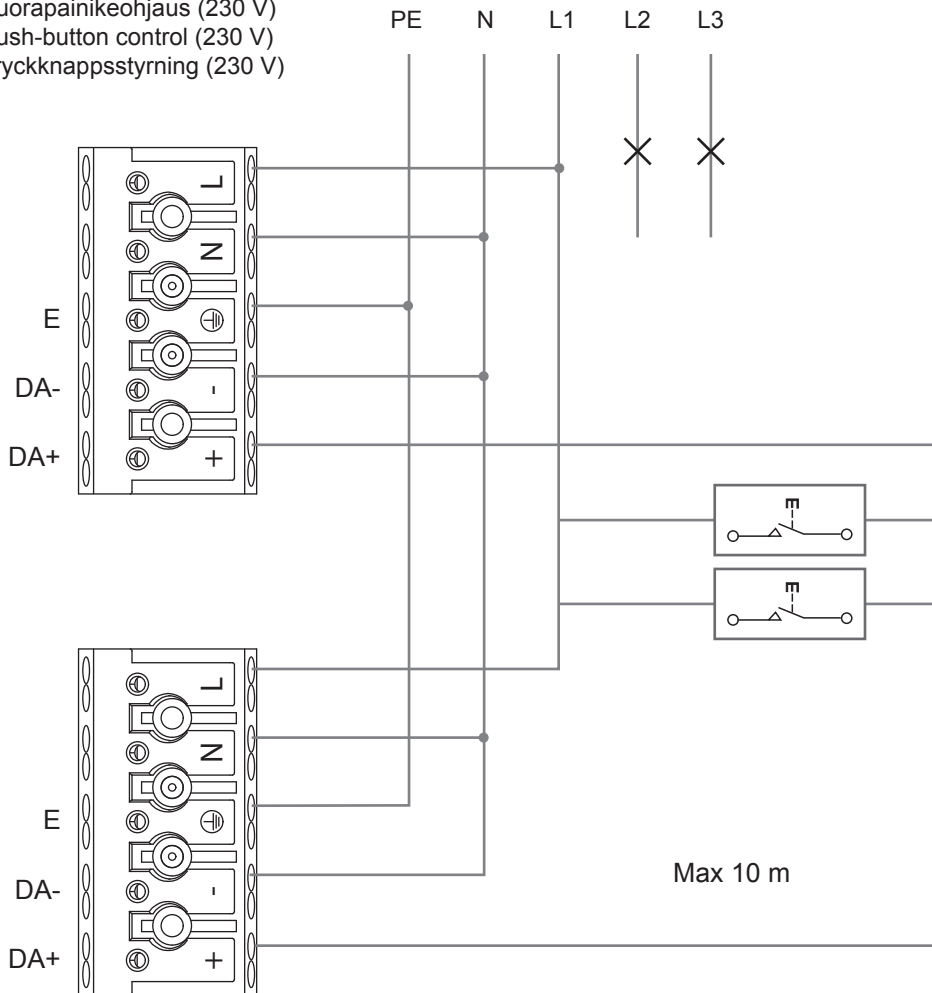 uorapainikeohjaus (230 V)
ush-button control (230 V)
ryckknappsstyrning (230 V)
PE N L1 L2 L3
L
N
E
DA- -
DA+ +
L
N
E
DA- -
DA+ +
Max 10 m